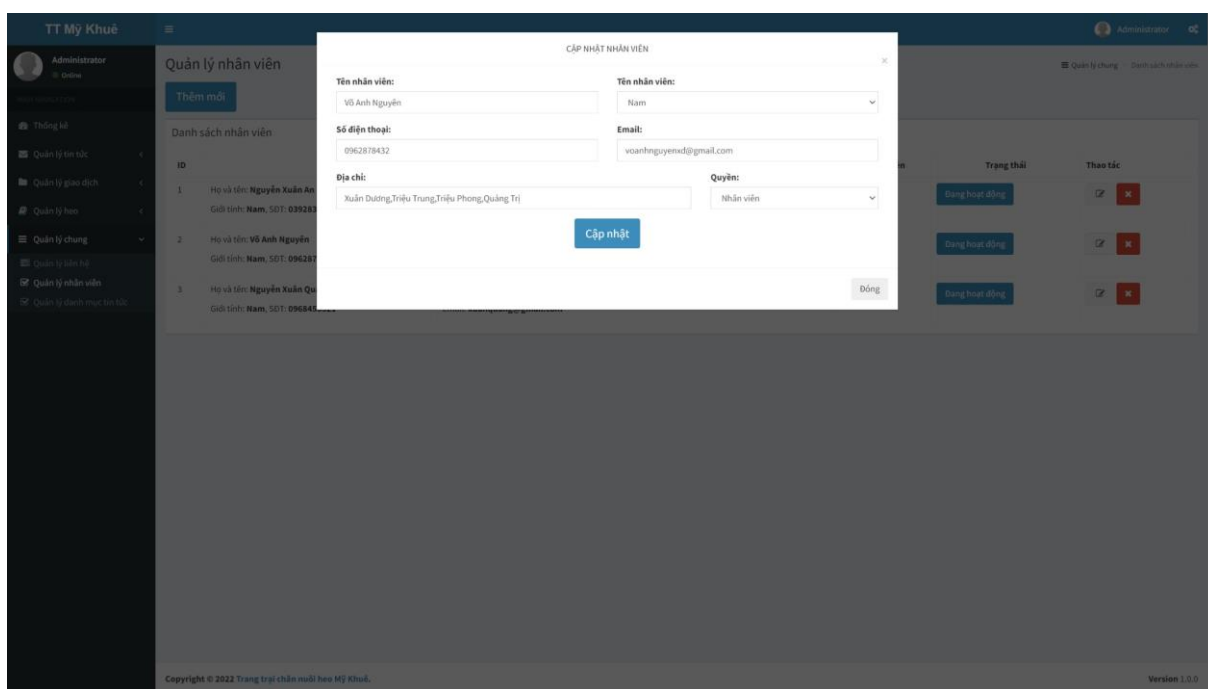 TT Mỹ Khuê
Administrator
CẬP NHẬT NHÂN VIÊN
×
Administrator
Online
Quản lý nhân viên
Quản lý chung
Danh sách nhân viên
Thêm mới
Tên nhân viên:
Tên nhân viên:
Võ Anh Nguyên
Nam
Thống kê
Danh sách nhân viên
Số điện thoại:
Email:
0962878432
voanhnguyenxd@gmail.com
Quản lý tin tức
ID
Trạng thái
Thao tác
Địa chỉ:
Quyền:
Xuân Dương,Triệu Trung,Triệu Phong,Quảng Trị
Nhân viên
Quản lý giao dịch
1
Họ và tên: Nguyễn Xuân An
Giới tính: Nam, SDT: 039283
Đang hoạt động
Quản lý heo
Cập nhật
Quản lý chung
2
Họ và tên: Võ Anh Nguyên
Giới tính: Nam, SDT: 096287
Đang hoạt động
Quản lý liên hệ
Quản lý nhân viên
Quản lý danh mục tin tức
3
Họ và tên: Nguyễn Xuân Qu
Giới tính: Nam, SDT:
Đang hoạt động
Đóng
Copyright © 2022 Trang trại chăn nuôi heo Mỹ Khuê.
Version 1.0.0